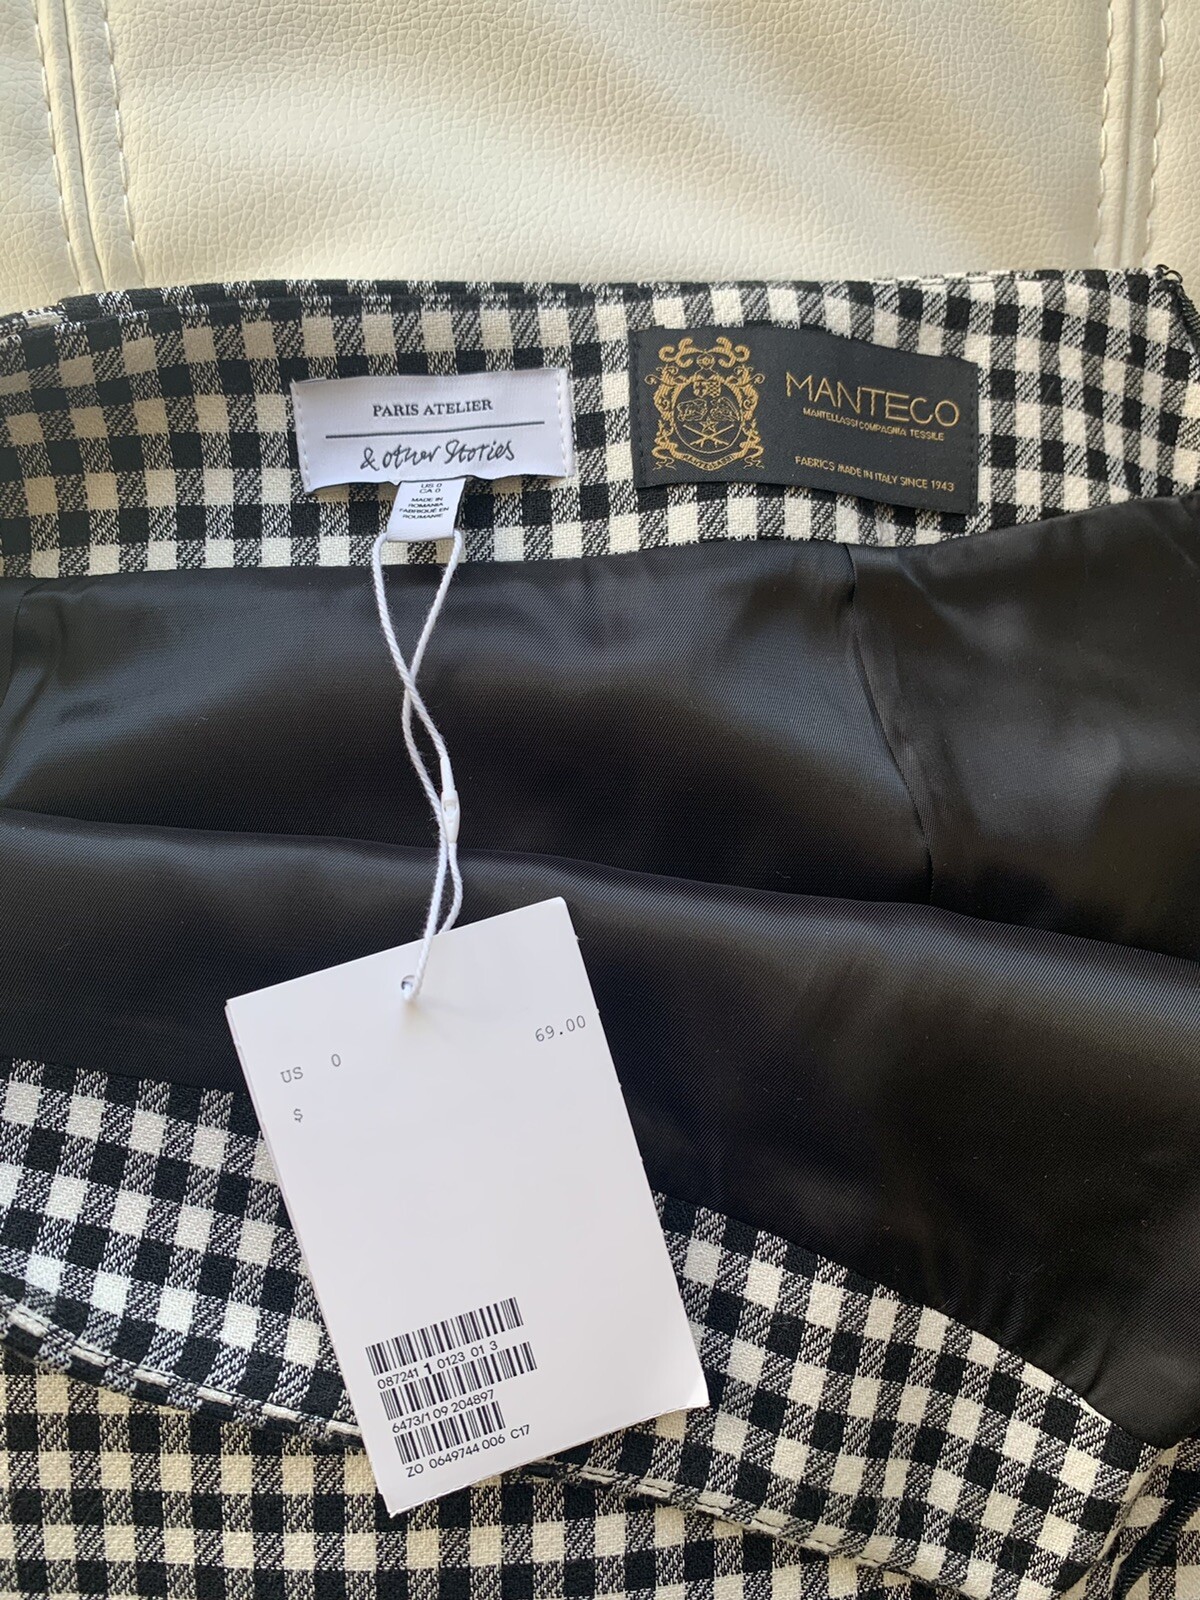 PARIS ATELIER
& other Stories
US 0
CA 0
MADE IN
ROMANIA
FABRIQUÉ EN
ROUMANIE
MANTECO
MANTELLASSI COMPAGNIA TESSILE
FABRICS MADE IN ITALY SINCE 1943
US 0 69.00
$
087241 1 0123 01 3
6473/1 09 204897
ZO 0649744 006 C17